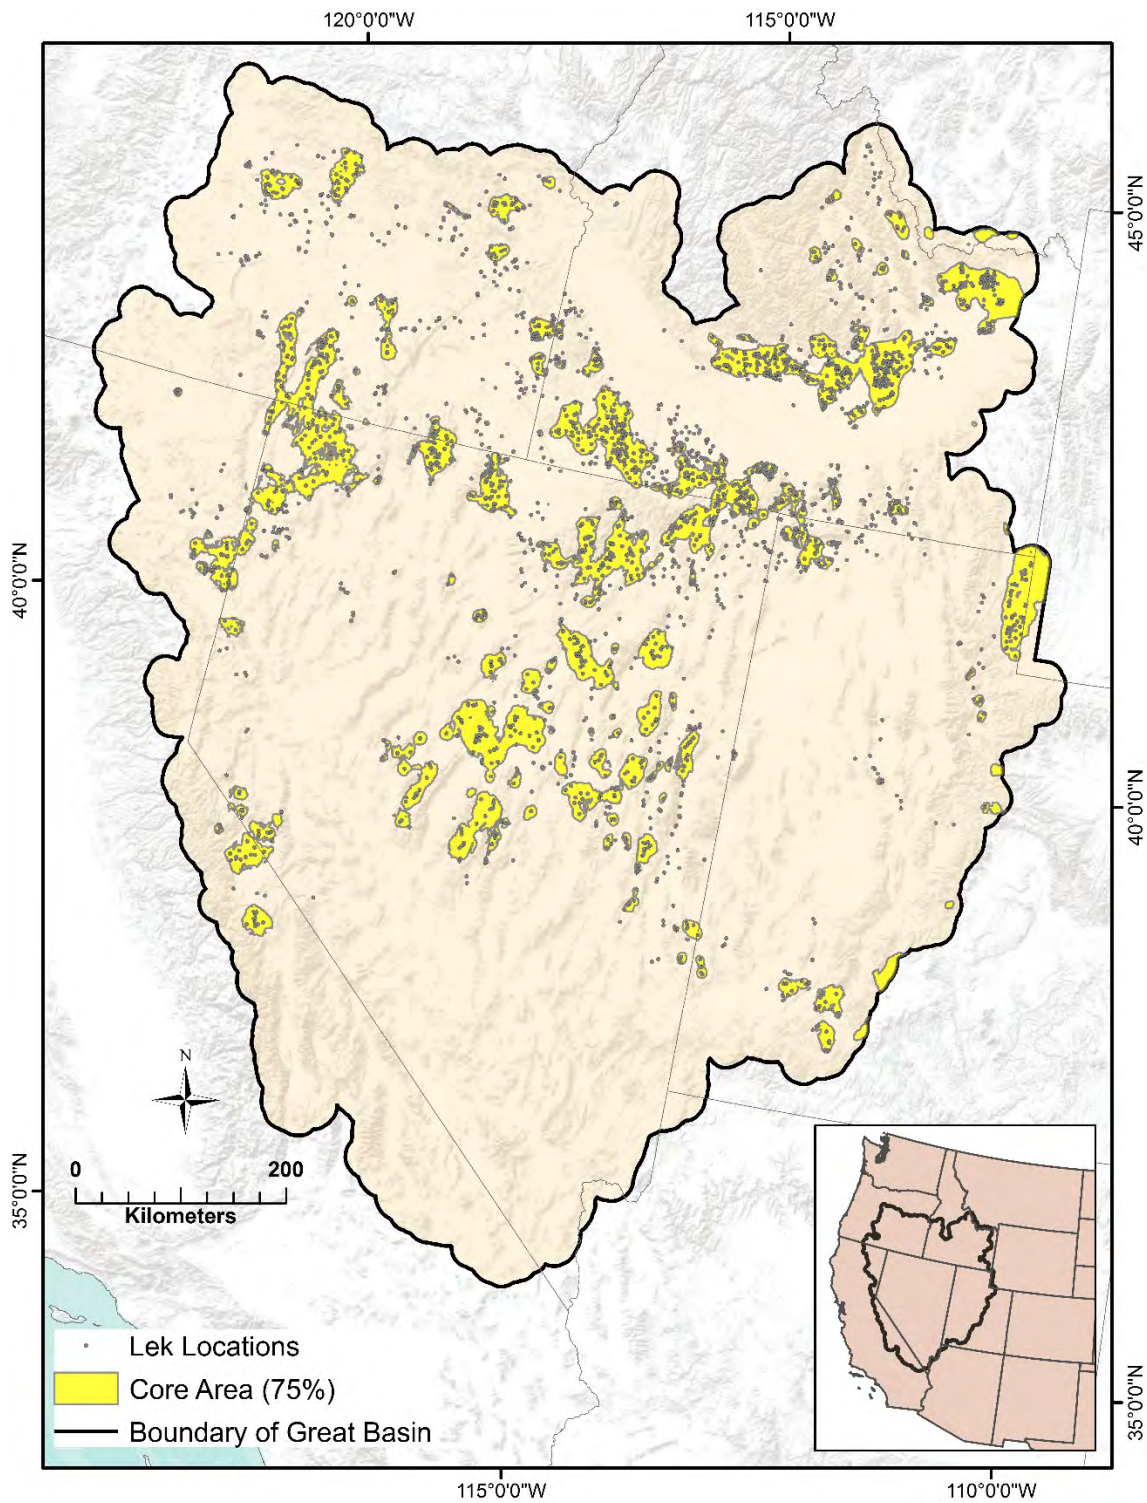 120°0'0"W
115°0'0"W
45°0'0"N
40°0'0"N
40°0'0"N
N
0
200
Kilometers
35°0'0"N
35°0'0"N
Lek Locations
Core Area (75%)
Boundary of Great Basin
115°0'0"W
110°0'0"W